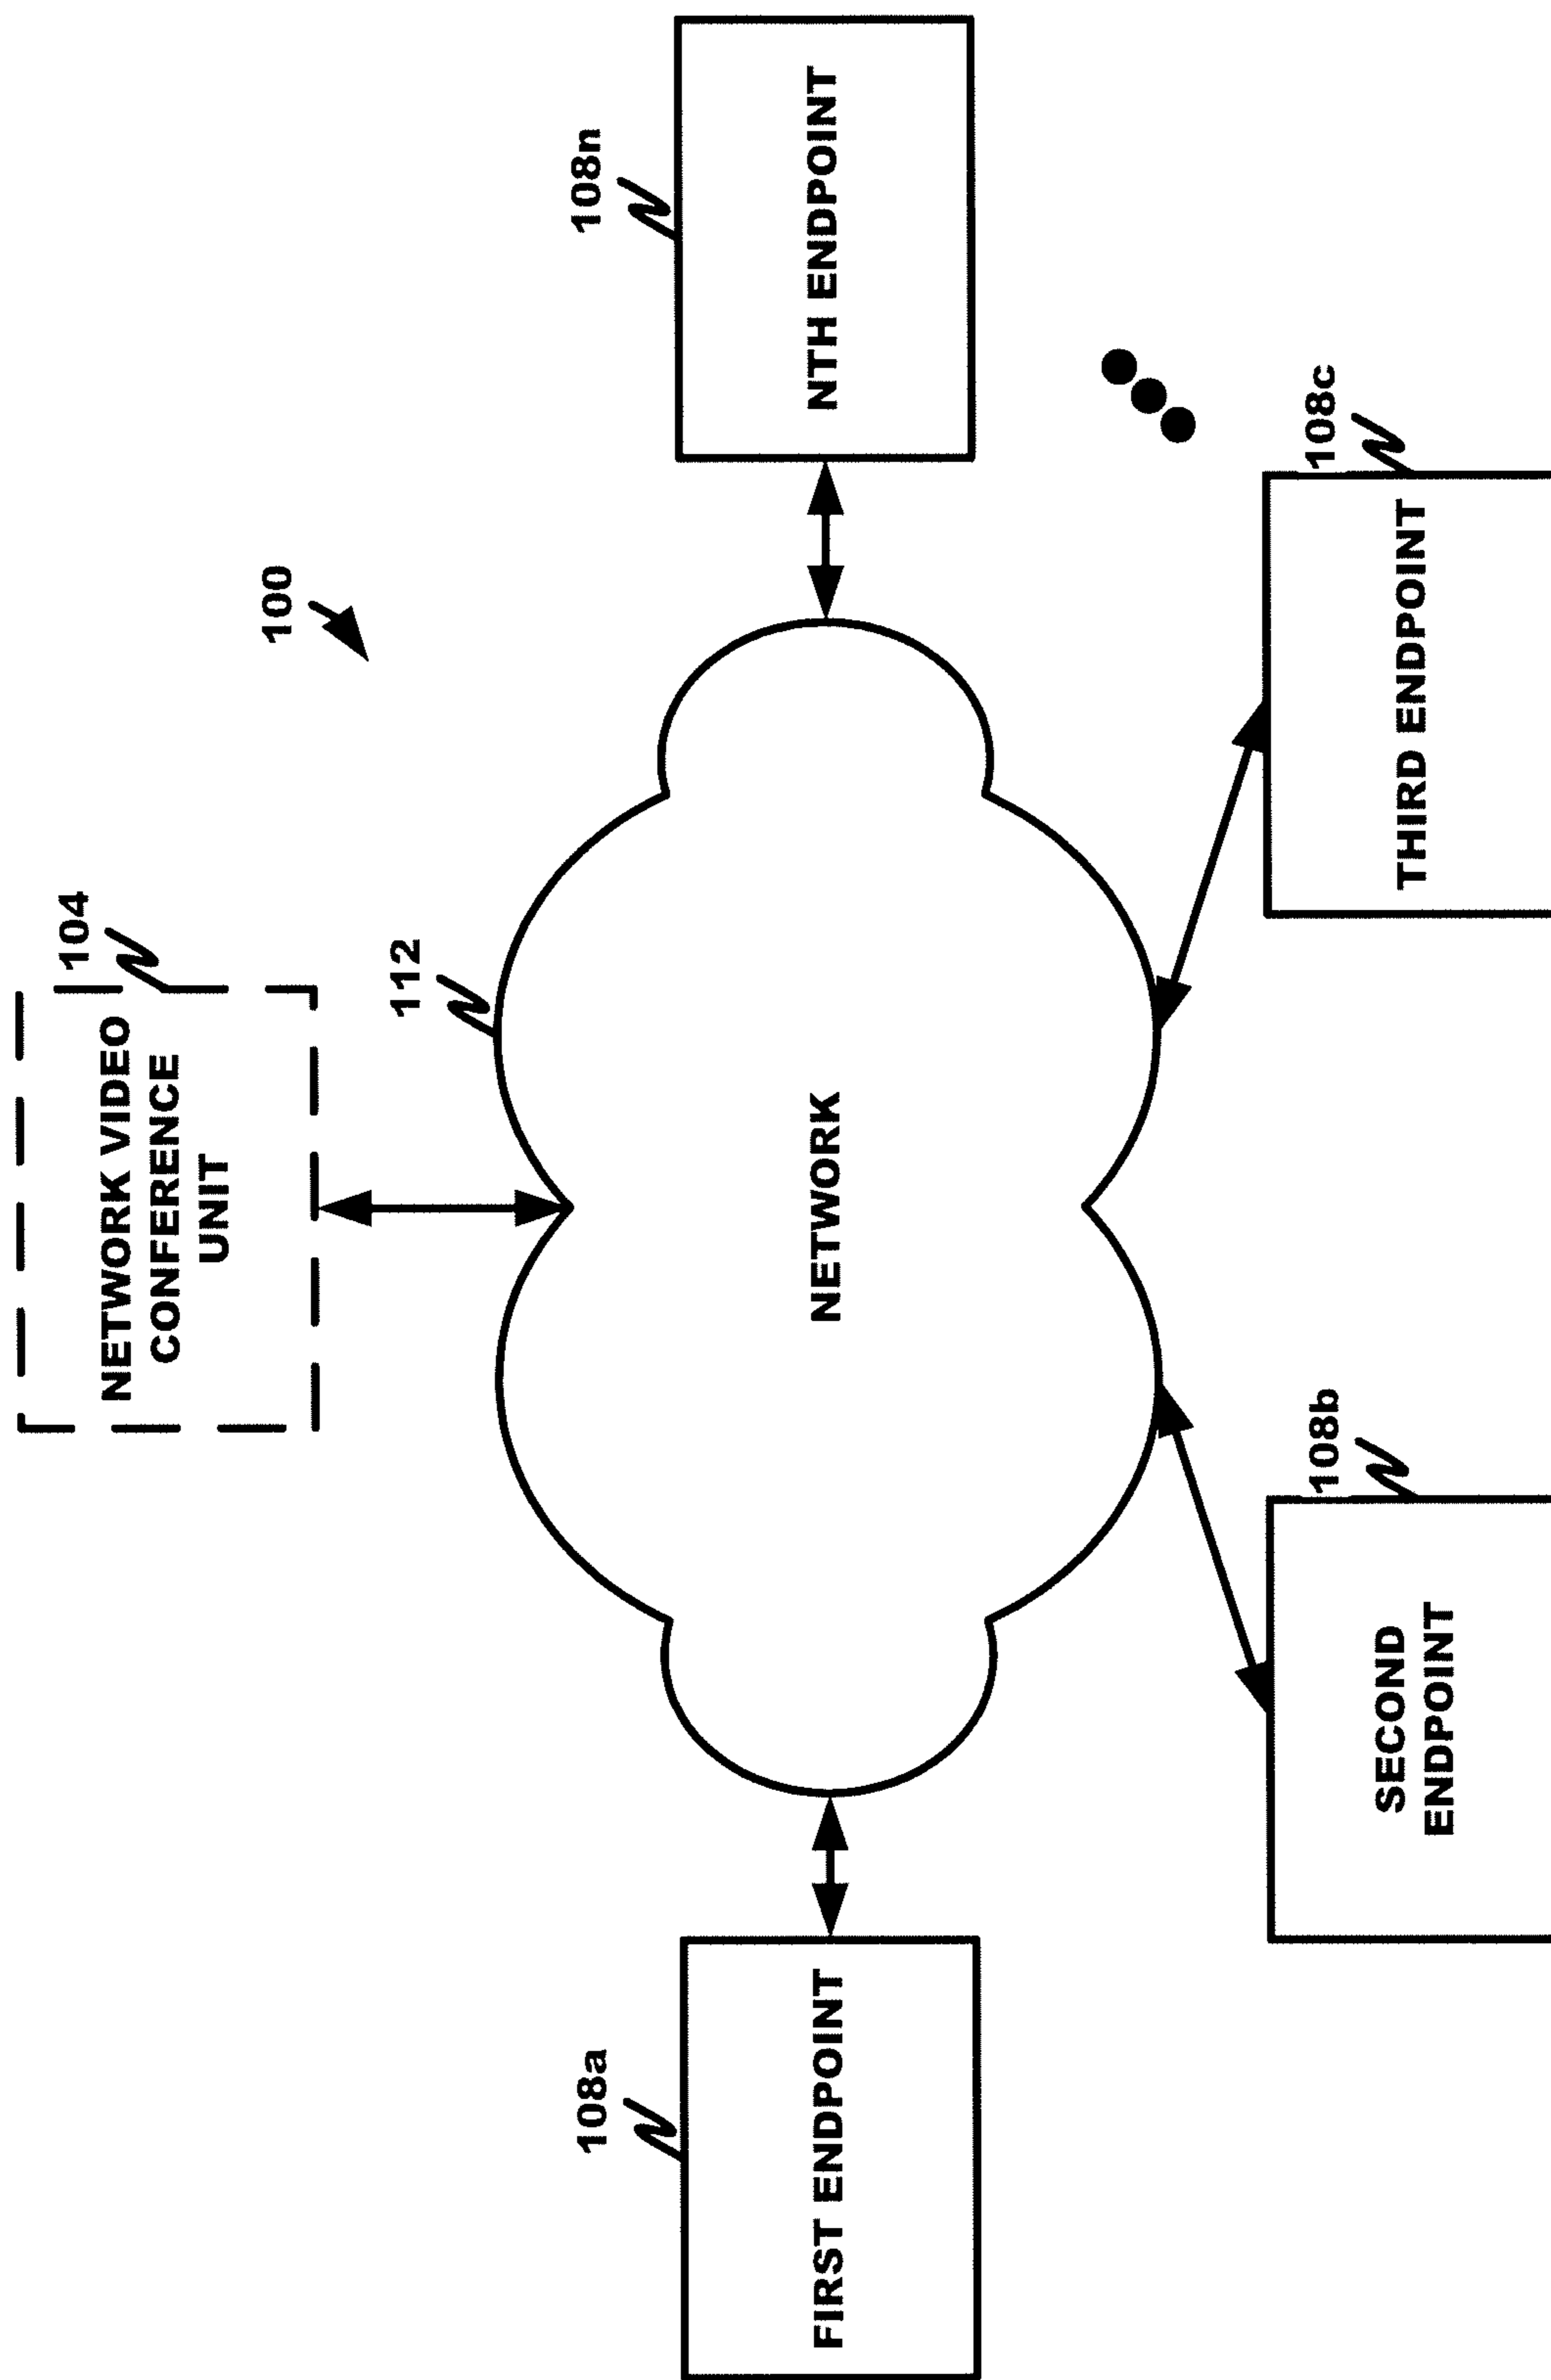 104
NETWORK VIDEO
CONFERENCE
UNIT
100
112
108a
FIRST ENDPOINT
NETWORK
108n
NTH ENDPOINT
108b
SECOND
ENDPOINT
108c
THIRD ENDPOINT